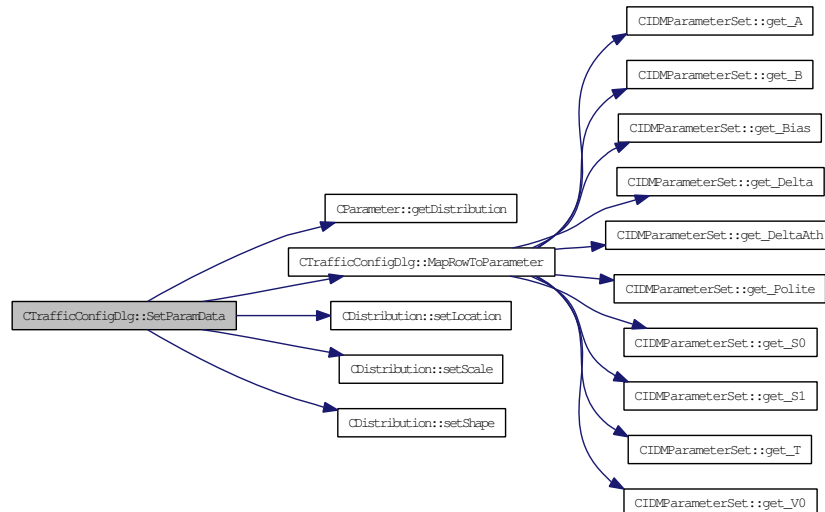 CTrafficConfigDlg::SetParamData
CParameter::getDistribution
CTrafficConfigDlg::MapRowToParameter
CDistribution::setLocation
CDistribution::setScale
CDistribution::setShape
CIDMParameterSet::get_A
CIDMParameterSet::get_B
CIDMParameterSet::get_Bias
CIDMParameterSet::get_Delta
CIDMParameterSet::get_DeltaAth
CIDMParameterSet::get_Polite
CIDMParameterSet::get_S0
CIDMParameterSet::get_S1
CIDMParameterSet::get_T
CIDMParameterSet::get_V0